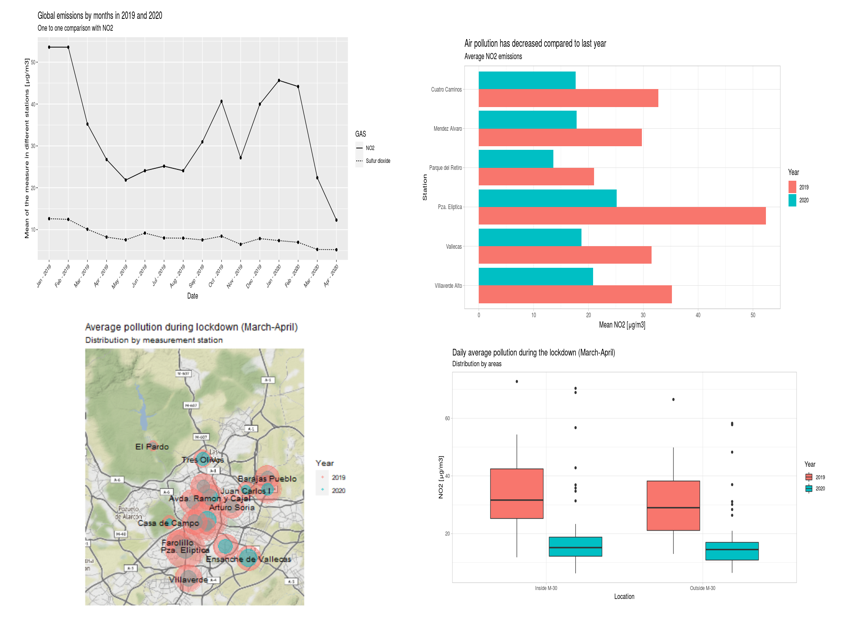 Global emissions by months in 2019 and 2020
One to one comparison with NO2
Mean of the measure in different stations [µg/m3]
50
40
30
20
10
Jan - 2019
Feb - 2019
Mar - 2019
Apr - 2019
May - 2019
Jun - 2019
Jul - 2019
Aug - 2019
Sep - 2019
Oct - 2019
Nov - 2019
Dec - 2019
Jan - 2020
Feb - 2020
Mar - 2020
Apr - 2020
Date
GAS
NO2
Sulfur dioxide
Air pollution has decreased compared to last year
Average NO2 emissions
Station
Cuatro Caminos
Mendez Alvaro
Parque del Retiro
Pza. Elíptica
Vallecas
Villaverde Alto
0
10
20
30
40
50
Mean NO2 [µg/m3]
Year
2019
2020
Average pollution during lockdown (March-April)
Distribution by measurement station
M-607
A-1
M-607
M-607
A-1
El Pardo
Tres Olivos
A-6
Barajas Pueblo
Juan Carlos I
Avda. Ramon y Cajal
Arturo Soria
Pozuelo
de Alarcón
Casa de Campo
Farolillo
Pza. Elíptica
Ensanche de Vallecas
Villaverde
A-4
A-5
A-3
Year
2019
2020
Daily average pollution during the lockdown (March-April)
Distribution by areas
NO2 [µg/m3]
60
40
20
Inside M-30
Outside M-30
Location
Year
2019
2020